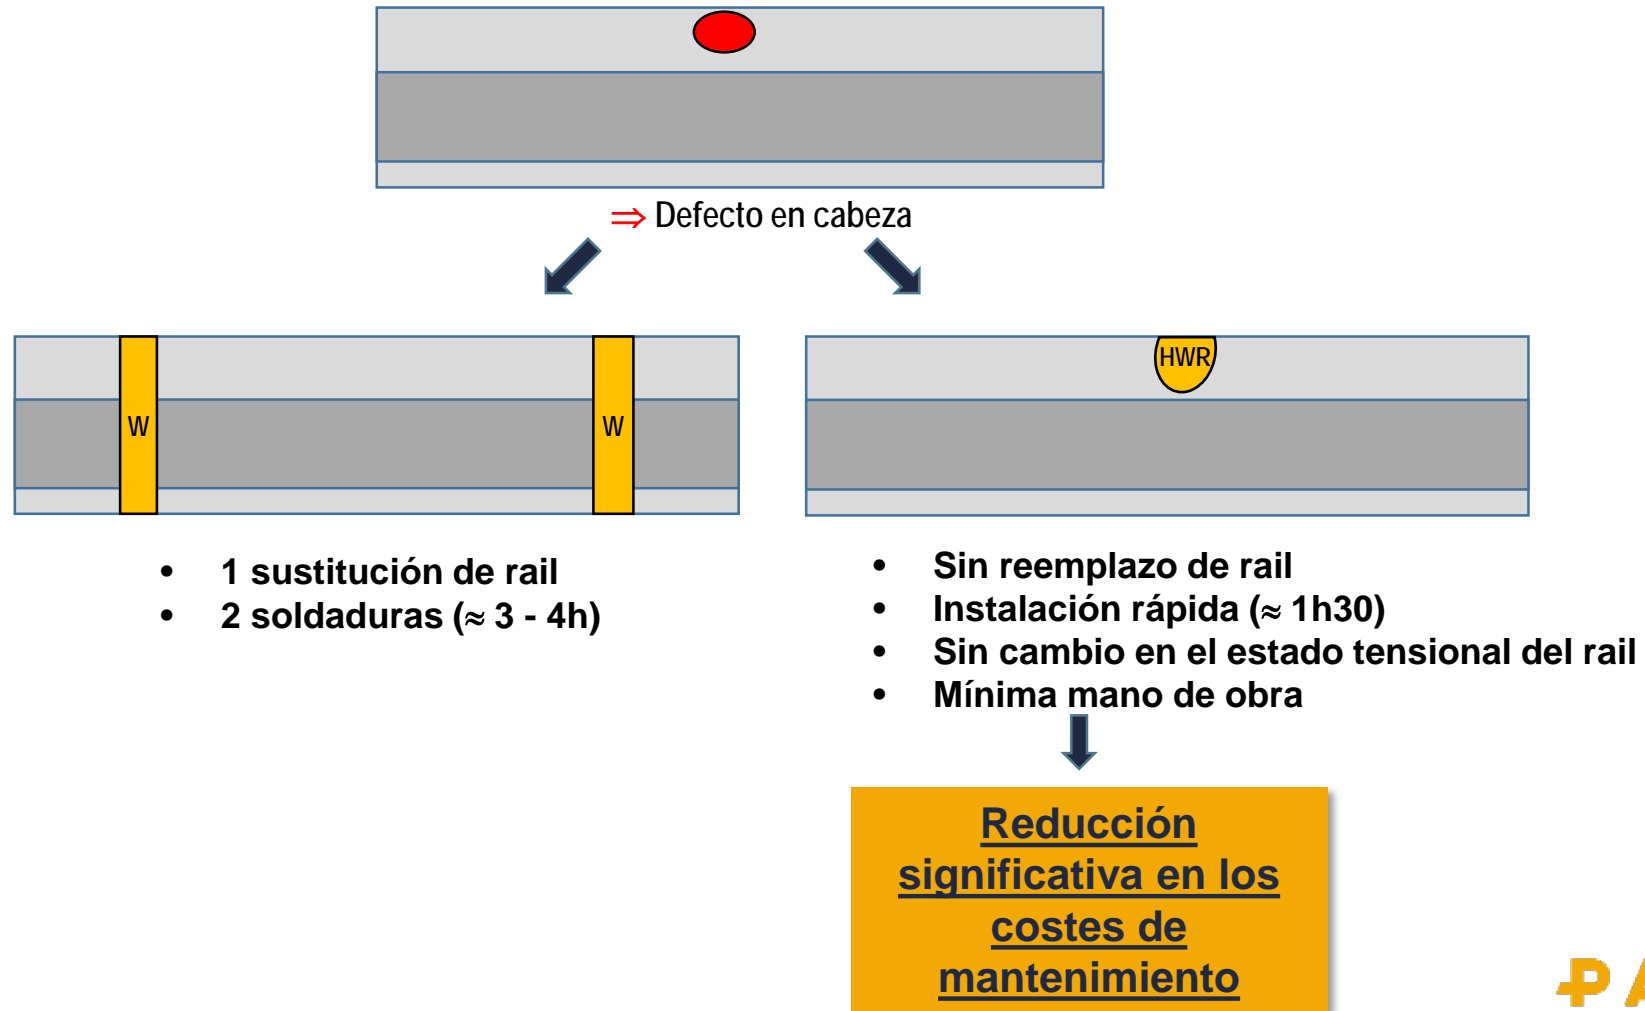 ⇒ Defecto en cabeza
W
W
• 1 sustitución de rail
• 2 soldaduras (≈ 3 - 4h)
HWR
• Sin reemplazo de rail
• Instalación rápida (≈ 1h30)
• Sin cambio en el estado tensional del rail
• Mínima mano de obra
Reducción
significativa en los
costes de
mantenimiento